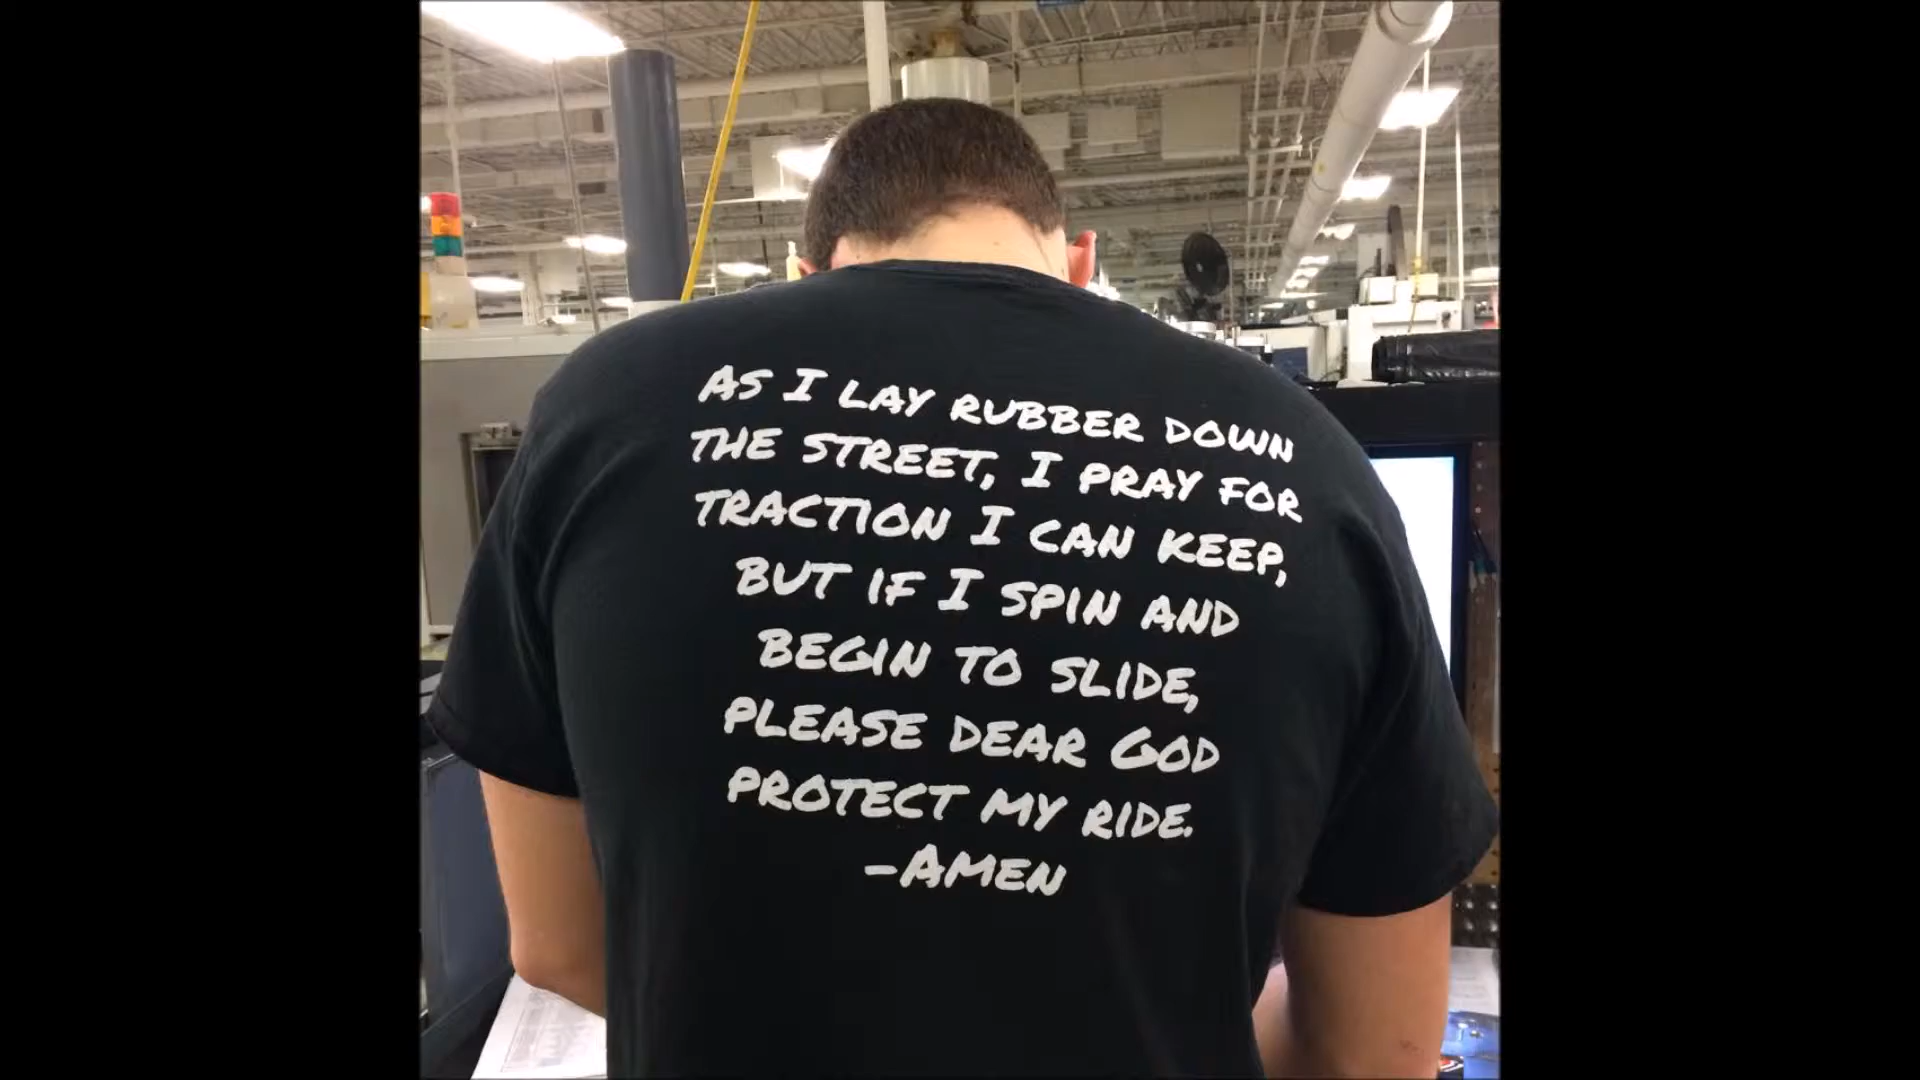 AS I LAY RUBBER DOWN
THE STREET, I PRAY FOR
TRACTION I CAN KEEP,
BUT IF I SPIN AND
BEGIN TO SLIDE,
PLEASE DEAR GOD
PROTECT MY RIDE.
-AMEN